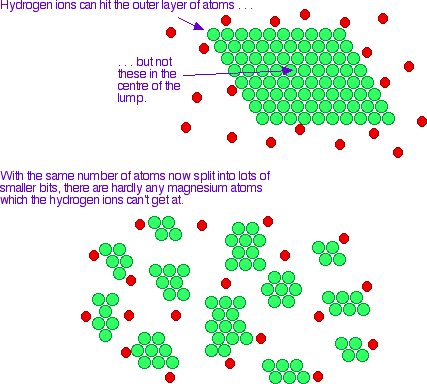 Hydrogen ions can hit the outer layer of atoms . . .
. . . but not
these in the
centre of the
lump.
With the same number of atoms now split into lots of
smaller bits, there are hardly any magnesium atoms
which the hydrogen ions can't get at.